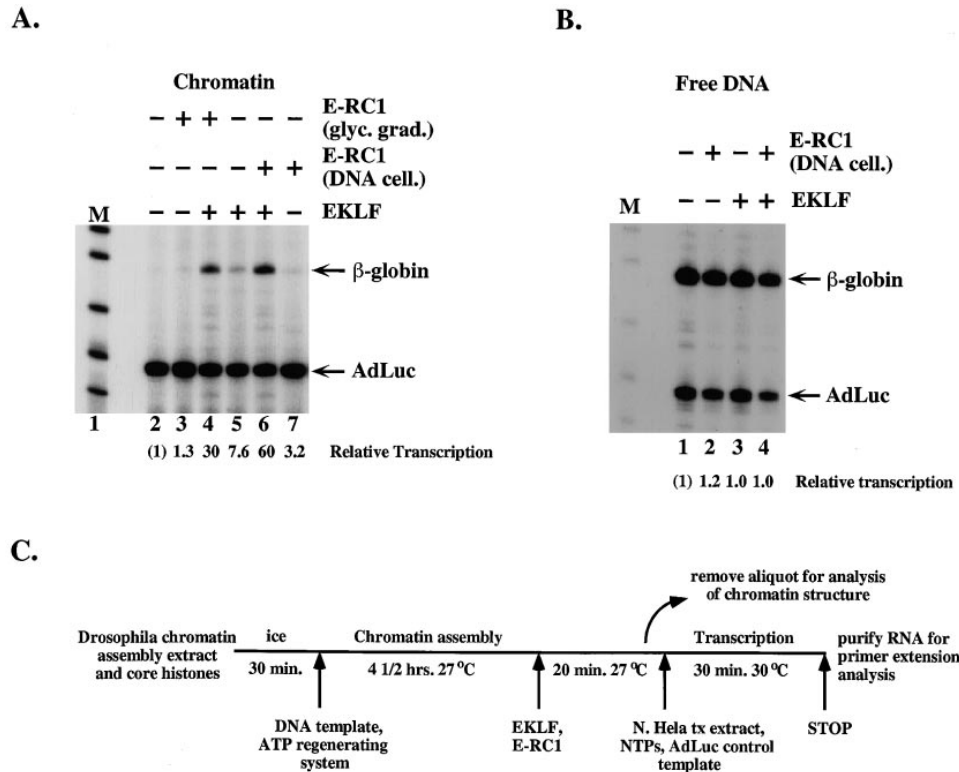 A.
Chromatin
− + + − − − E-RC1 (glyc. grad.)
− − − − + + E-RC1 (DNA cell.)
M − − + + + − EKLF
β-globin
AdLuc
1 2 3 4 5 6 7
(1) 1.3 30 7.6 60 3.2 Relative Transcription
B.
Free DNA
− + − + E-RC1 (DNA cell.)
M − − + + EKLF
β-globin
AdLuc
1 2 3 4
(1) 1.2 1.0 1.0 Relative transcription
C.
remove aliquot for analysis
of chromatin structure
Drosophila chromatin
assembly extract
and core histones
ice
30 min.
Chromatin assembly
4 1/2 hrs. 27 °C
20 min. 27 °C
Transcription
30 min. 30 °C
purify RNA for
primer extension
analysis
DNA template,
ATP regenerating
system
EKLF,
E-RC1
N. Hela tx extract,
NTPs, AdLuc control
template
STOP